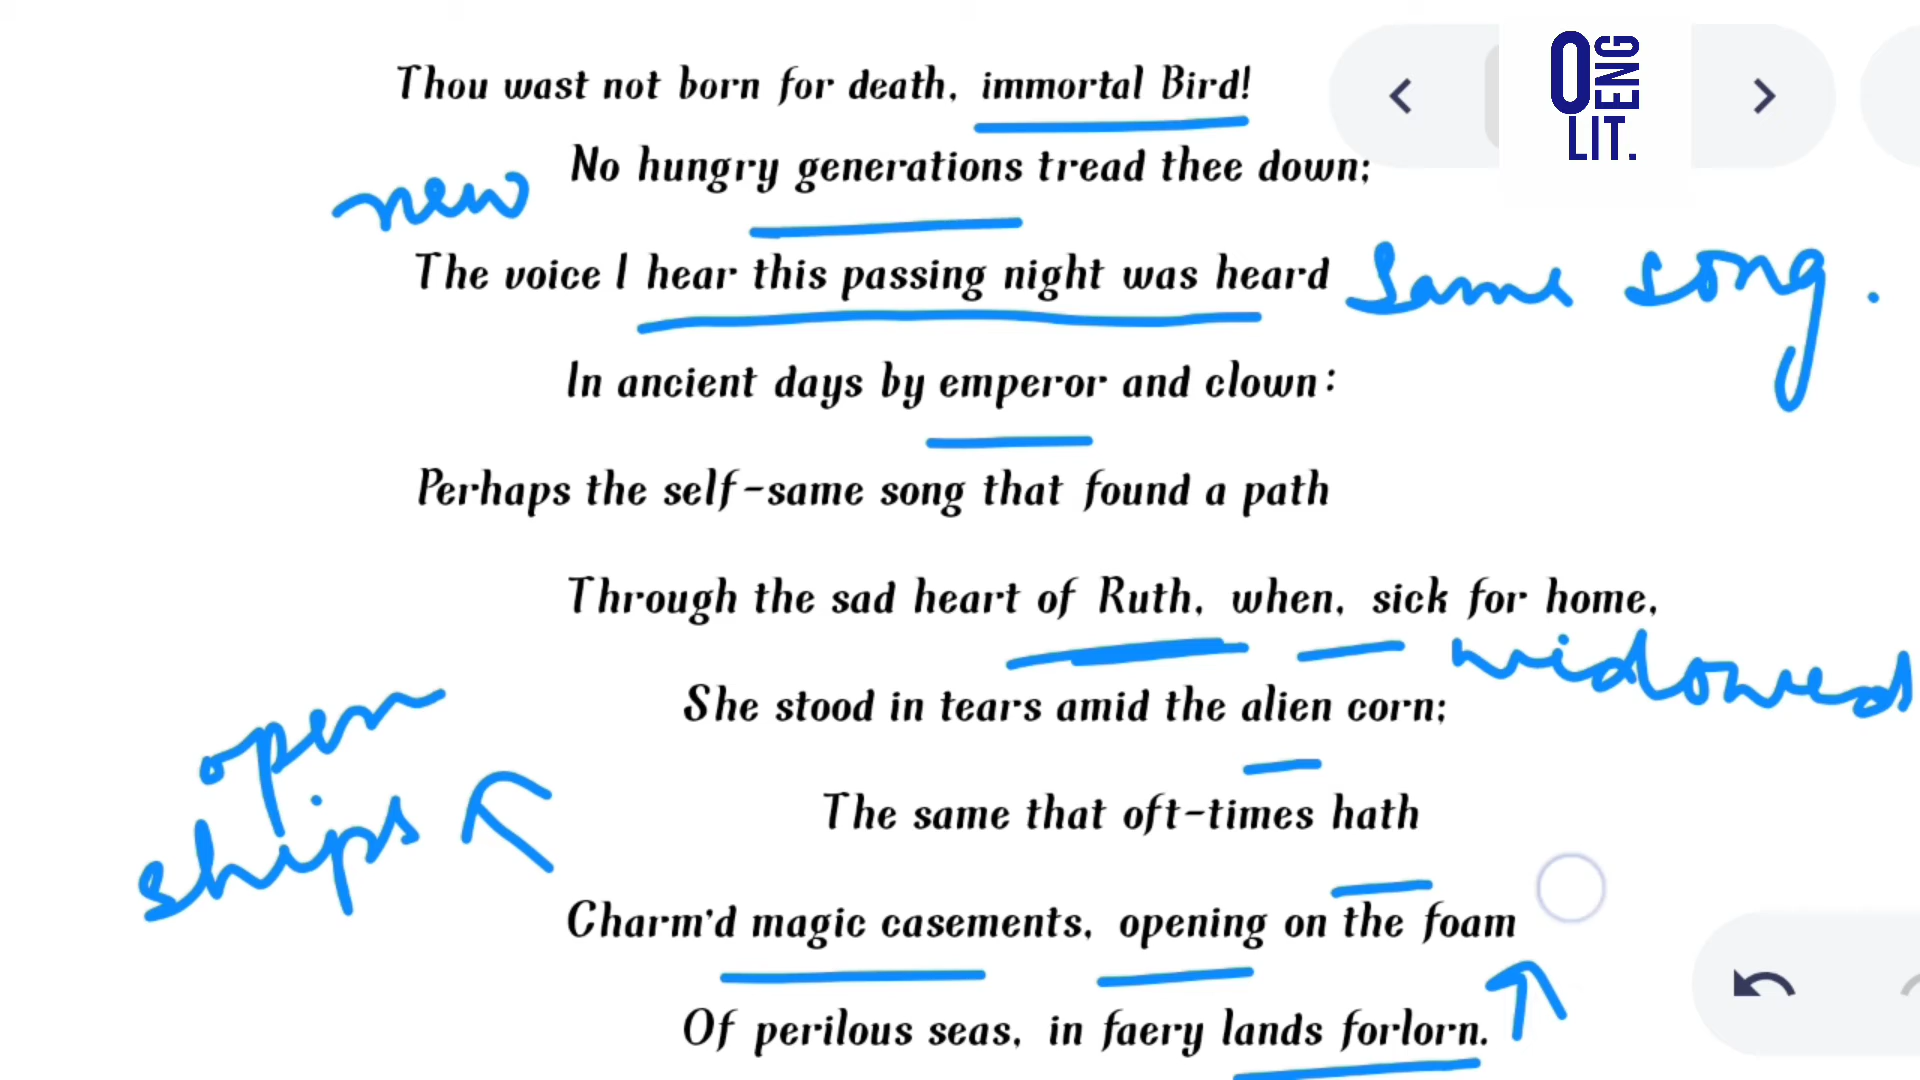 Thou wast not born for death, immortal Bird!
No hungry generations tread thee down;
new
The voice I hear this passing night was heard
same song.
In ancient days by emperor and clown:
Perhaps the self-same song that found a path
Through the sad heart of Ruth, when, sick for home,
widowed
She stood in tears amid the alien corn;
open
The same that oft-times hath
ships
Charm'd magic casements, opening on the foam
Of perilous seas, in faery lands forlorn.
O ENG
LIT.